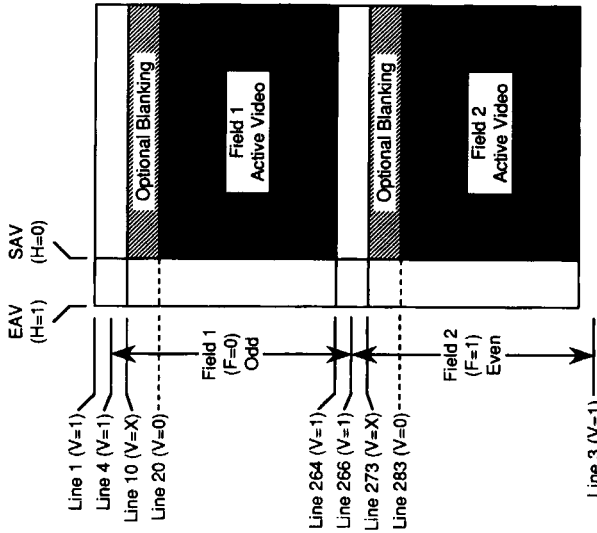 EAV
(H=1)
SAV
(H=0)
Line 1 (V=1)
Line 4 (V=1)
Line 10 (V=X)
Line 20 (V=0)
Optional Blanking
Field 1
(F=0)
Odd
Field 1
Active Video
Line 264 (V=1)
Line 266 (V=1)
Line 273 (V=X)
Line 283 (V=0)
Optional Blanking
Field 2
(F=1)
Even
Field 2
Active Video
Line 3 (V=1)